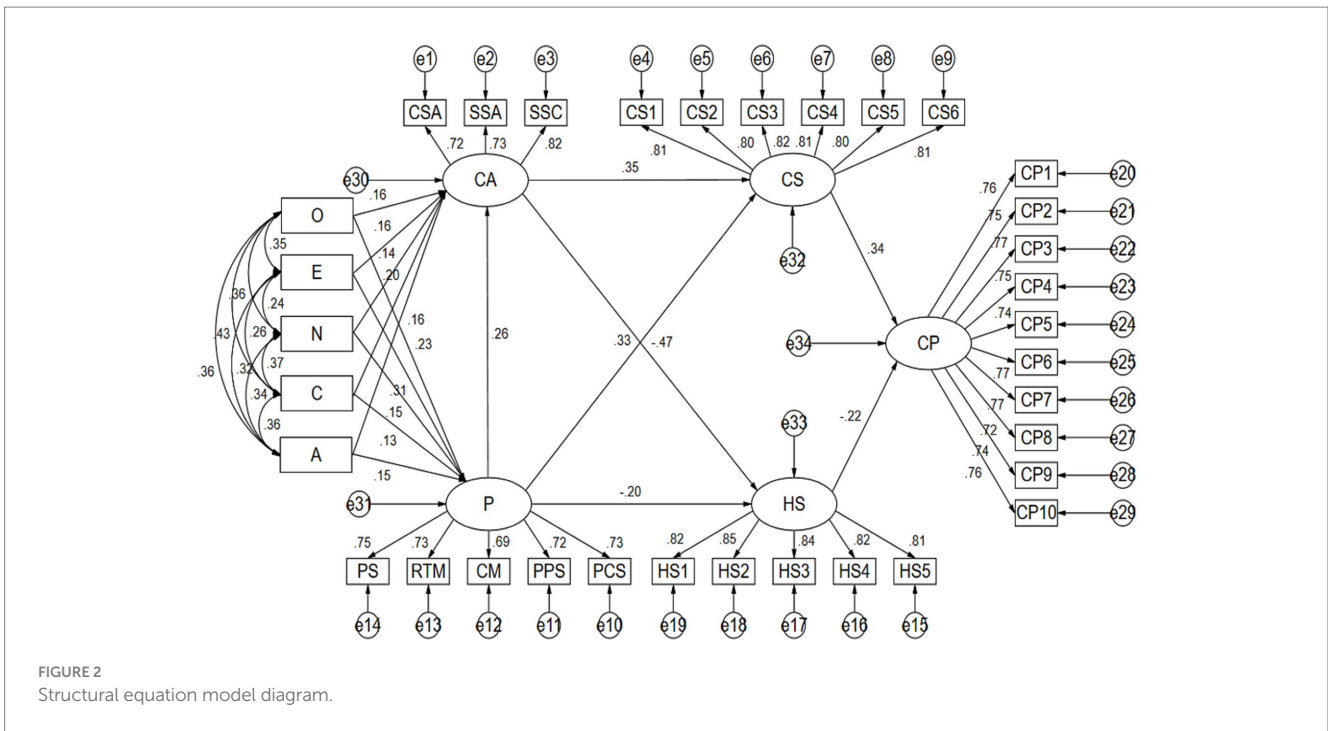 e1 e2 e3 e4 e5 e6 e7 e8 e9
CSA SSA SSC CS1 CS2 CS3 CS4 CS5 CS6
.72 .73 .82 .81 .80 .82 .81 .80 .81
e30 CA .35 CS
CP1 e20
CP2 e21
CP3 e22
CP4 e23
CP5 e24
CP6 e25
CP7 e26
CP8 e27
CP9 e28
CP10 e29
.76
.75
.77
.75
.74
.77
.77
.72
.74
.76
O
E
N
C
A
.16
.16
.14
.20
.16
.23
.31
.15
.13
.15
.35
.36
.24
.43
.26
.37
.36
.32
.34
.36
.26
.33 -.47
e32
.34
e34 CP
e33
-.22
e31 P -.20 HS
.75 .73 .69 .72 .73 .82 .85 .84 .82 .81
PS RTM CM PPS PCS HS1 HS2 HS3 HS4 HS5
e14 e13 e12 e11 e10 e19 e18 e17 e16 e15
FIGURE 2
Structural equation model diagram.